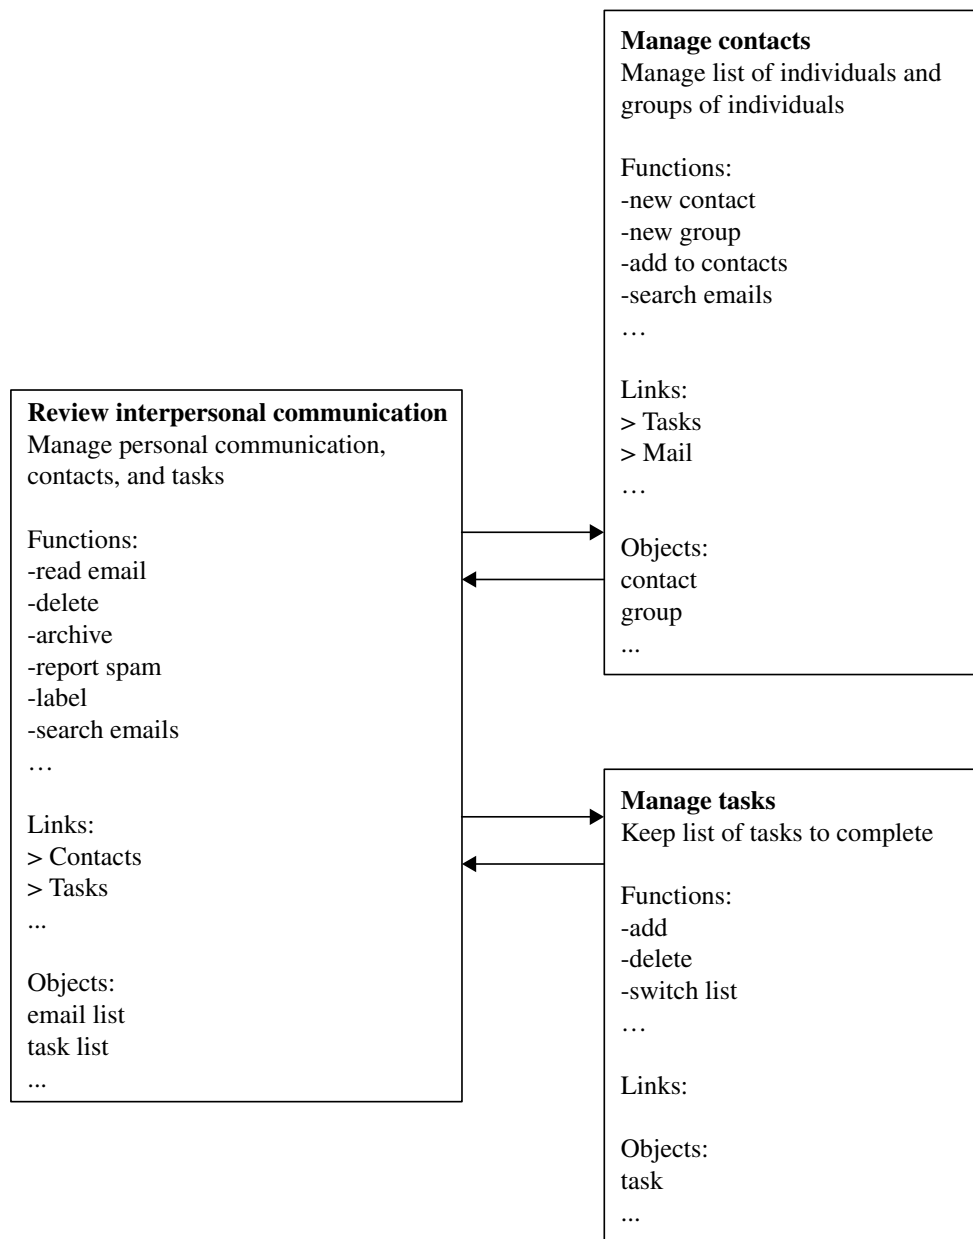 Manage contacts
Manage list of individuals and
groups of individuals
Functions:
-new contact
-new group
-add to contacts
-search emails
…
Links:
> Tasks
> Mail
…
Objects:
contact
group
...
Review interpersonal communication
Manage personal communication,
contacts, and tasks
Functions:
-read email
-delete
-archive
-report spam
-label
-search emails
…
Links:
> Contacts
> Tasks
...
Objects:
email list
task list
...
Manage tasks
Keep list of tasks to complete
Functions:
-add
-delete
-switch list
…
Links:
Objects:
task
...